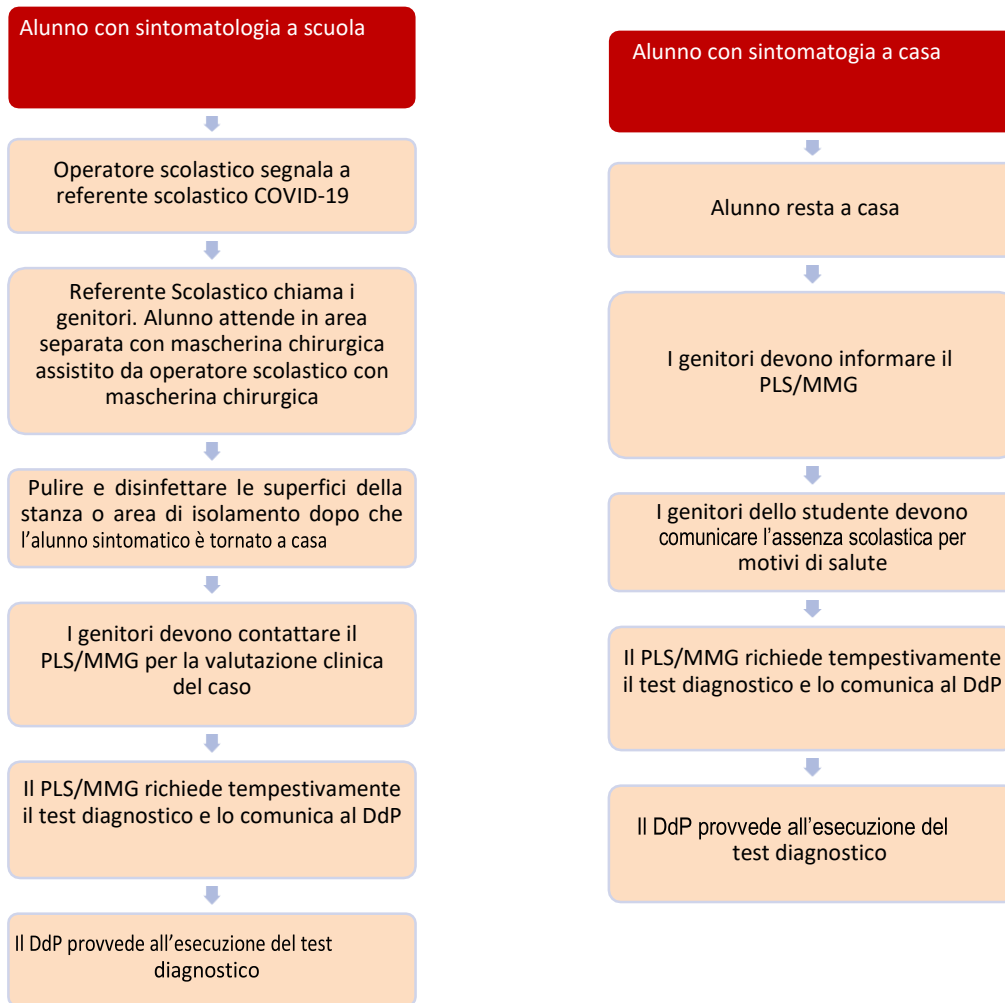 Alunno con sintomatologia a scuola
Operatore scolastico segnala a
referente scolastico COVID-19
Referente Scolastico chiama i
genitori. Alunno attende in area
separata con mascherina chirurgica
assistito da operatore scolastico con
mascherina chirurgica
Pulire e disinfettare le superfici della
stanza o area di isolamento dopo che
l'alunno sintomatico è tornato a casa
I genitori devono contattare il
PLS/MMG per la valutazione clinica
del caso
Il PLS/MMG richiede tempestivamente
il test diagnostico e lo comunica al DdP
Il DdP provvede all'esecuzione del test
diagnostico
Alunno con sintomatogia a casa
Alunno resta a casa
I genitori devono informare il
PLS/MMG
I genitori dello studente devono
comunicare l'assenza scolastica per
motivi di salute
Il PLS/MMG richiede tempestivamente
il test diagnostico e lo comunica al DdP
Il DdP provvede all'esecuzione del
test diagnostico